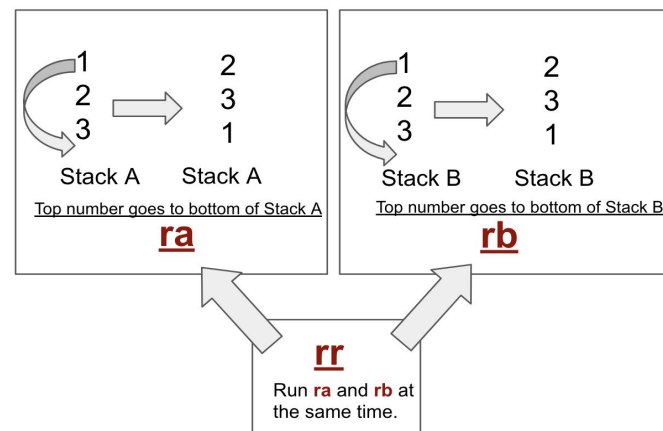 1 2
2 3
3 1
Stack A Stack A
Top number goes to bottom of Stack A
ra
1 2
2 3
3 1
Stack B Stack B
Top number goes to bottom of Stack B
rb
rr
Run ra and rb at
the same time.